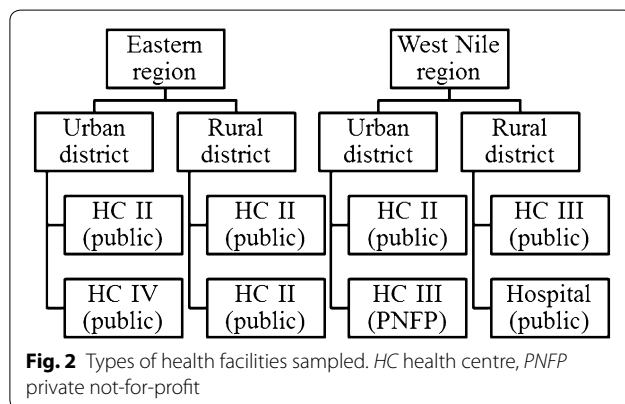 Eastern
region
West Nile
region
Urban
district
Rural
district
Urban
district
Rural
district
HC II
(public)
HC II
(public)
HC II
(public)
HC III
(public)
HC IV
(public)
HC II
(public)
HC III
(PNFP)
Hospital
(public)
Fig. 2 Types of health facilities sampled. HC health centre, PNFP
private not-for-profit